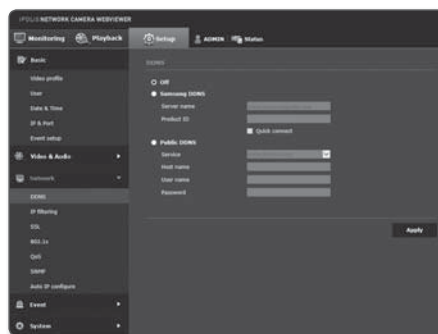 iPOLiS NETWORK CAMERA WEBVIEWER
Monitoring Playback Setup ADMIN Status
Basic
Video profile
User
Date & Time
IP & Port
Event setup
Video & Audio
Network
DDNS
IP filtering
SSL
802.1x
QoS
SNMP
Auto IP configure
Event
System
DDNS
Off
Samsung DDNS
Server name
Product ID
Quick connect
Public DDNS
Service
Host name
User name
Password
Apply